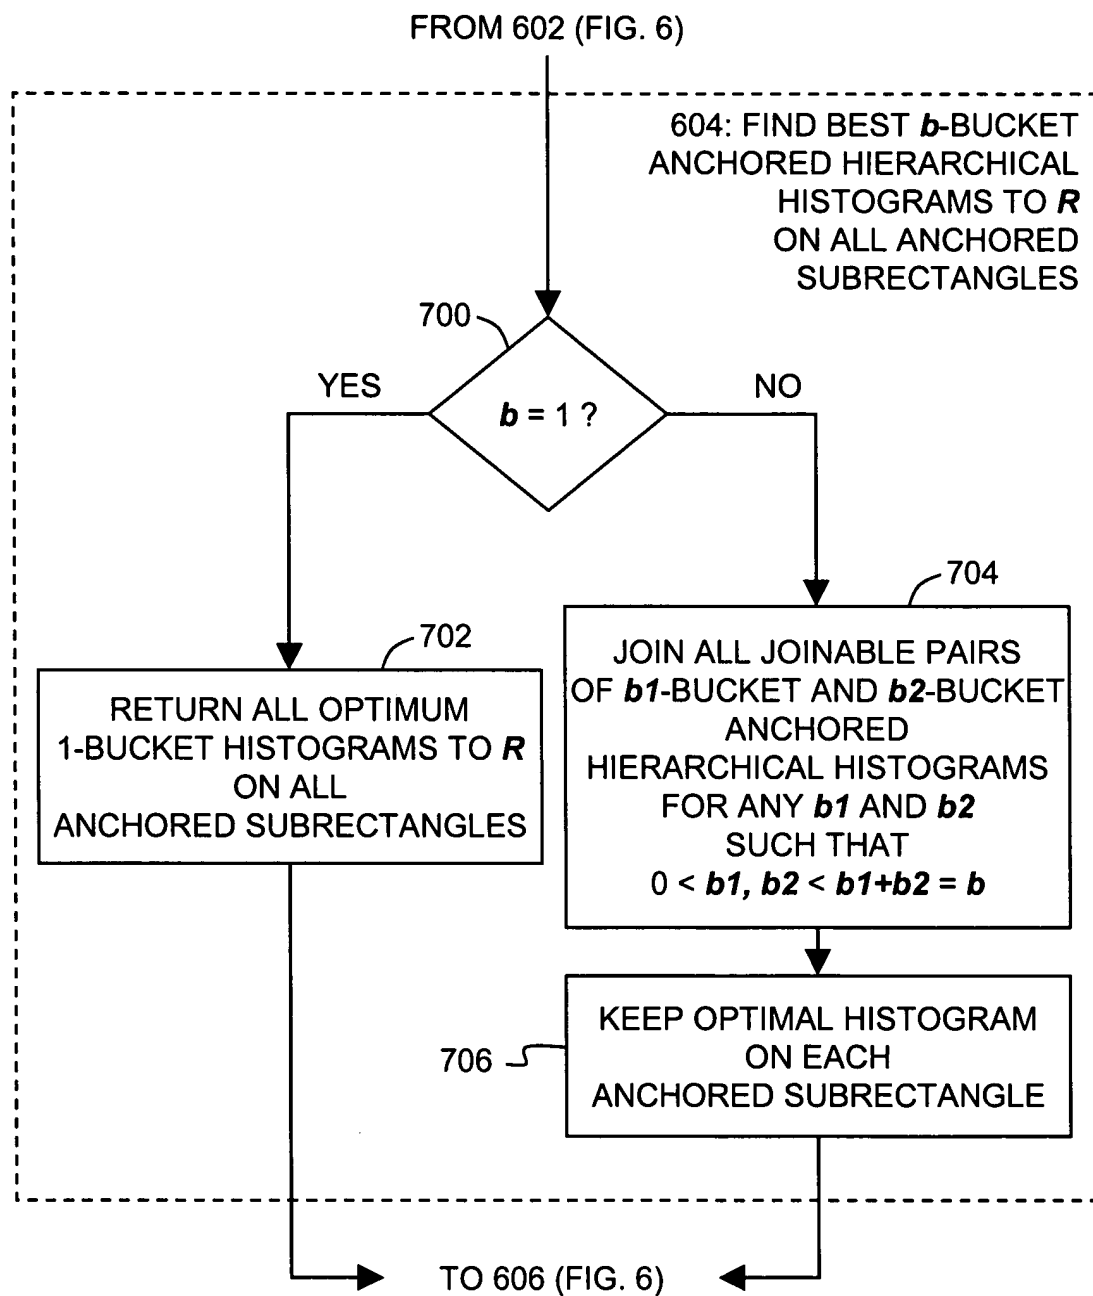 FROM 602 (FIG. 6)
604: FIND BEST b-BUCKET
ANCHORED HIERARCHICAL
HISTOGRAMS TO R
ON ALL ANCHORED
SUBRECTANGLES
700
YES
NO
b = 1 ?
702
RETURN ALL OPTIMUM
1-BUCKET HISTOGRAMS TO R
ON ALL
ANCHORED SUBRECTANGLES
704
JOIN ALL JOINABLE PAIRS
OF b1-BUCKET AND b2-BUCKET
ANCHORED
HIERARCHICAL HISTOGRAMS
FOR ANY b1 AND b2
SUCH THAT
0 < b1, b2 < b1+b2 = b
706
KEEP OPTIMAL HISTOGRAM
ON EACH
ANCHORED SUBRECTANGLE
TO 606 (FIG. 6)